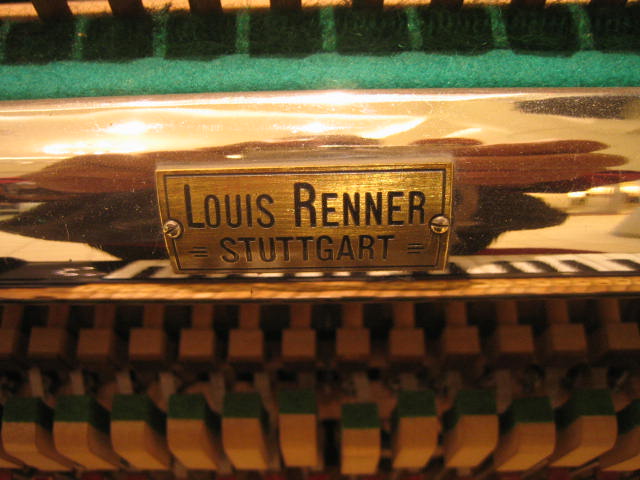 LOUIS RENNER
= STUTTGART =